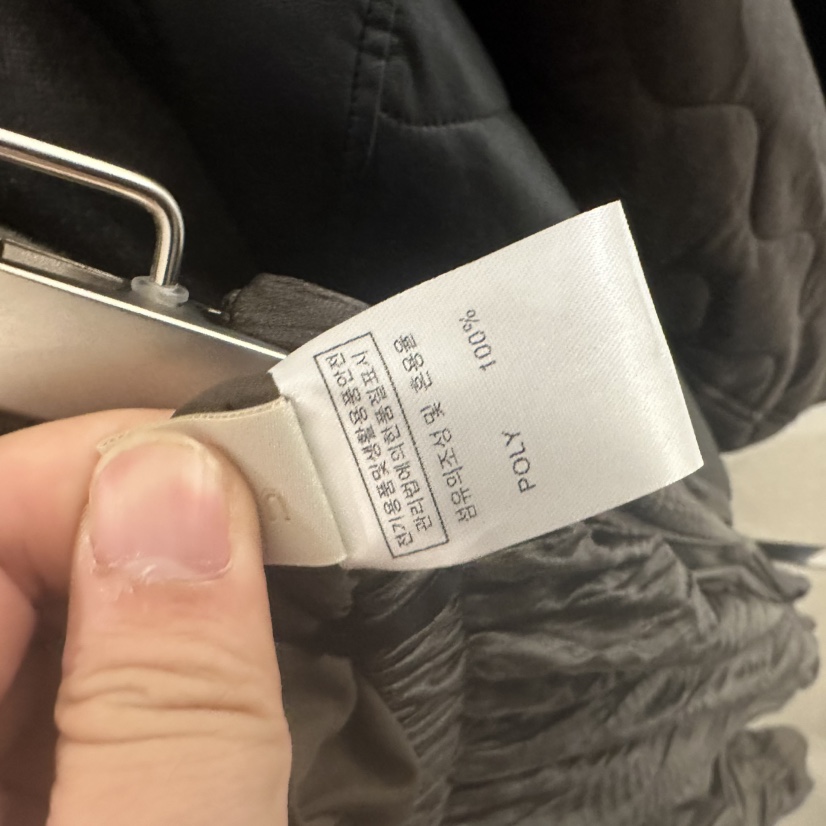 전기용품및생활용품안전
관리법에의한품질표시
섬유의조성 및 혼용률
POLY 100%